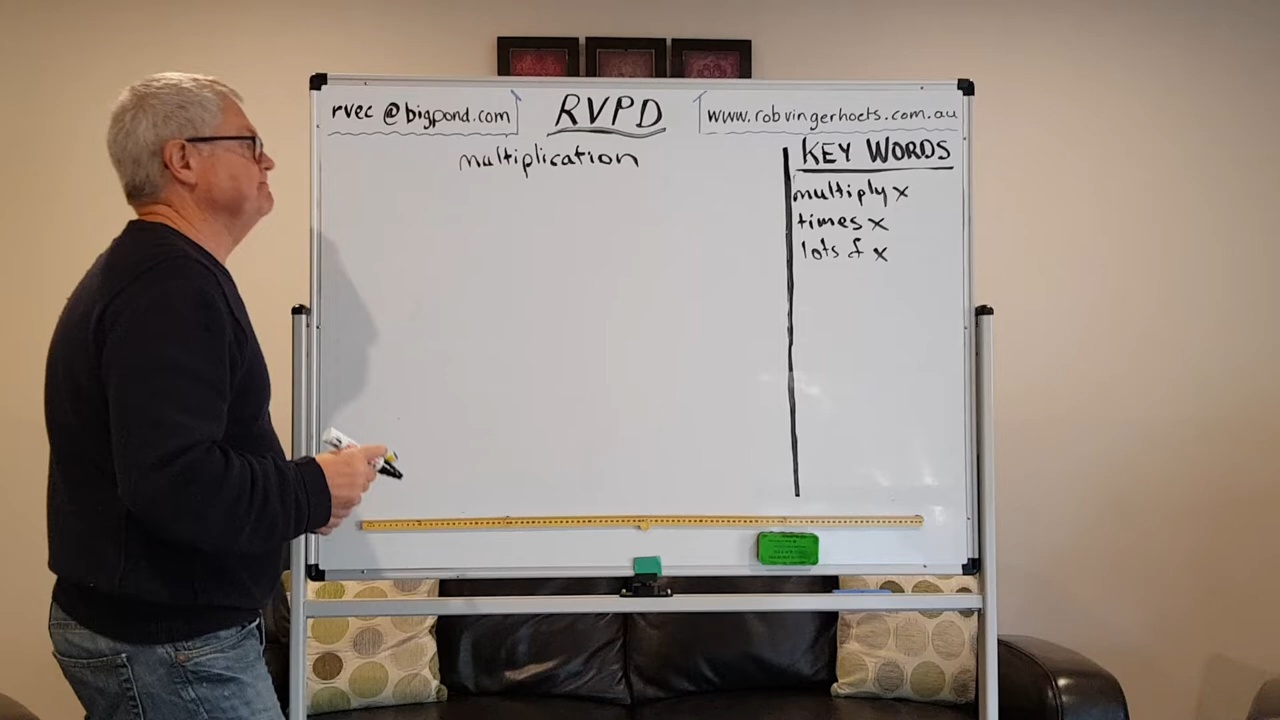 rvec @bigpond.com
RVPD
www.robvingerhoets.com.au
multiplication
KEY WORDS
multiply x
times x
lots of x